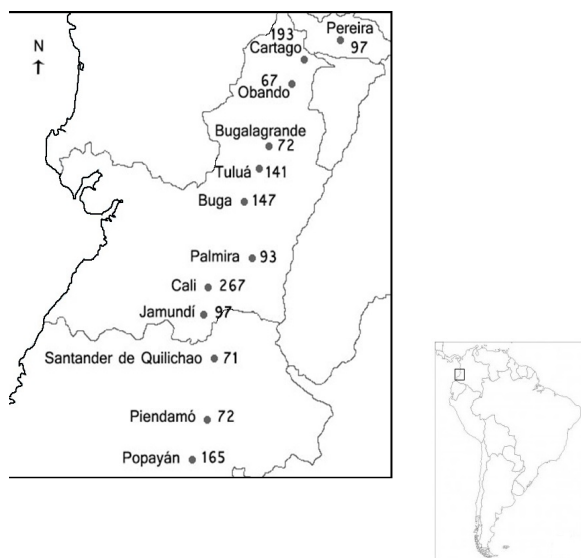 193
Pereira
97
N
Cartago
67
Obando
Bugalagrande
72
Tuluá 141
Buga 147
Palmira 93
Cali 267
Jamundí 97
Santander de Quilichao 71
Piendamó 72
Popayán 165